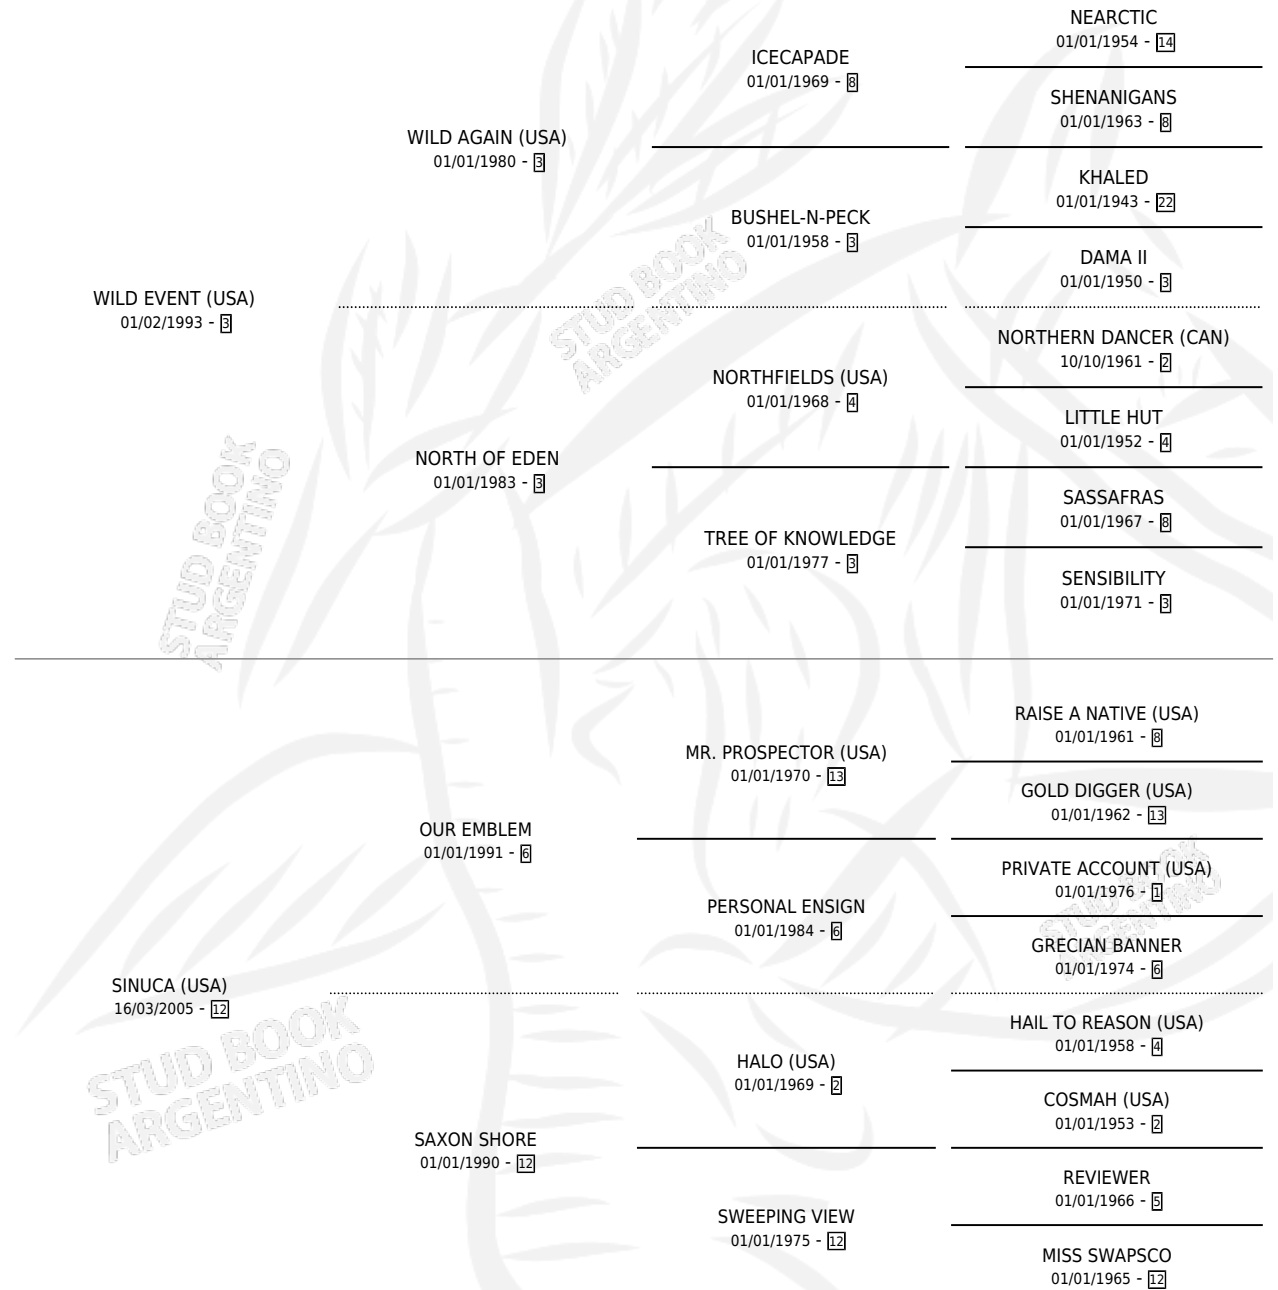 NEARCTIC
01/01/1954 - 14
ICECAPADE
01/01/1969 - 8
SHENANIGANS
01/01/1963 - 8
WILD AGAIN (USA)
01/01/1980 - 3
KHALED
01/01/1943 - 22
BUSHEL-N-PECK
01/01/1958 - 3
DAMA II
01/01/1950 - 3
WILD EVENT (USA)
01/02/1993 - 3
NORTHERN DANCER (CAN)
10/10/1961 - 2
NORTHFIELDS (USA)
01/01/1968 - 4
LITTLE HUT
01/01/1952 - 4
NORTH OF EDEN
01/01/1983 - 3
SASSAFRAS
01/01/1967 - 8
TREE OF KNOWLEDGE
01/01/1977 - 3
SENSIBILITY
01/01/1971 - 3
STUD BOOK
ARGENTINO
STUD BOOK
ARGENTINO
RAISE A NATIVE (USA)
01/01/1961 - 8
MR. PROSPECTOR (USA)
01/01/1970 - 13
GOLD DIGGER (USA)
01/01/1962 - 13
OUR EMBLEM
01/01/1991 - 6
PRIVATE ACCOUNT (USA)
01/01/1976 - 1
PERSONAL ENSIGN
01/01/1984 - 6
GRECIAN BANNER
01/01/1974 - 6
STUD BOOK
ARGENTINO
SINUCA (USA)
16/03/2005 - 12
HAIL TO REASON (USA)
01/01/1958 - 4
HALO (USA)
01/01/1969 - 2
COSMAH (USA)
01/01/1953 - 2
STUD BOOK
ARGENTINO
SAXON SHORE
01/01/1990 - 12
REVIEWER
01/01/1966 - 5
SWEEPING VIEW
01/01/1975 - 12
MISS SWAPSCO
01/01/1965 - 12